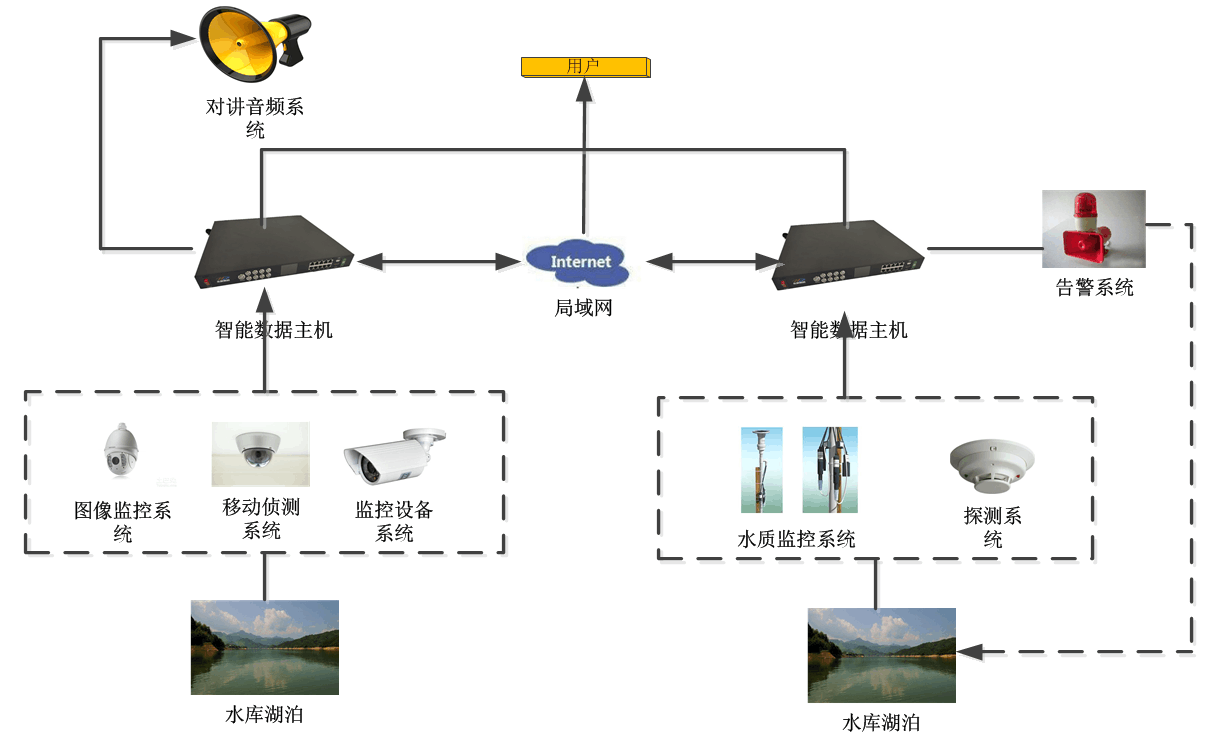 用户
对讲音频系
统
Internet
局域网
告警系统
智能数据主机
智能数据主机
图像监控系
统
移动侦测
系统
监控设备
系统
水质监控系统
探测系
统
水库湖泊
水库湖泊